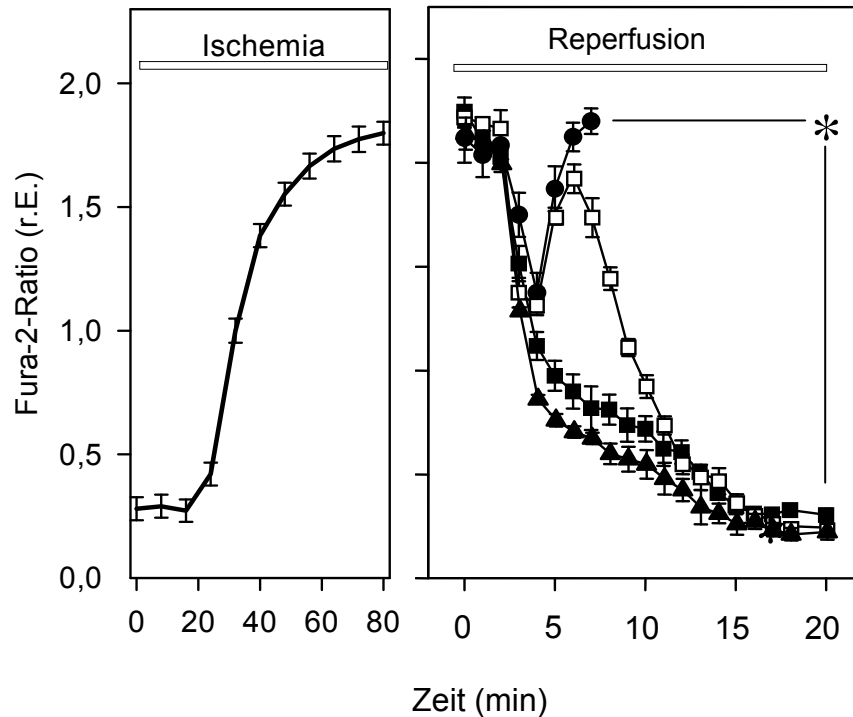 Ischemia
Reperfusion
Fura-2-Ratio (r.E.)
2,0
1,5
1,0
0,5
0,0
0 20 40 60 80
0 5 10 15 20
*
Zeit (min)